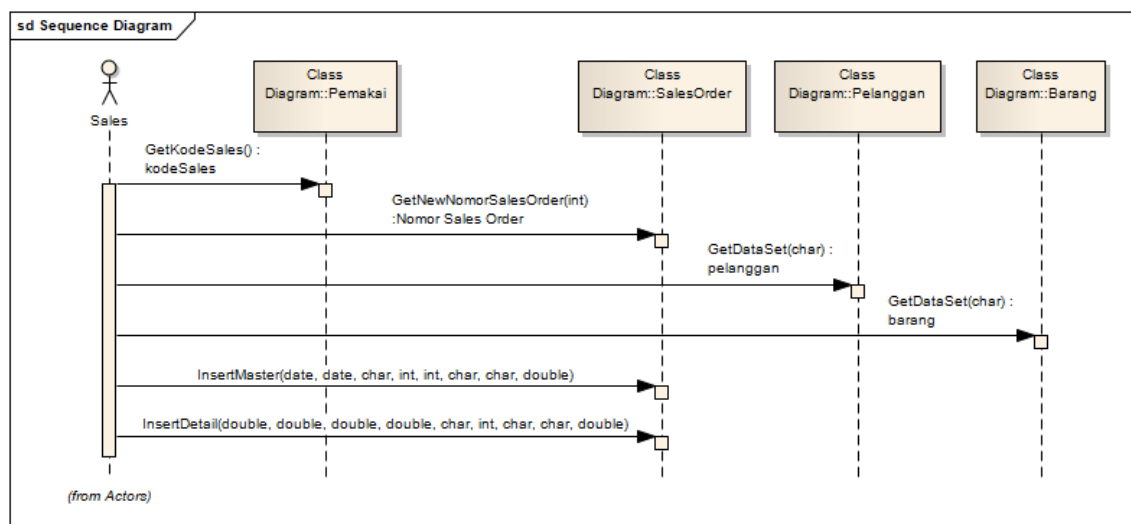 sd Sequence Diagram
Sales
Class
Diagram::Pemakai
Class
Diagram::SalesOrder
Class
Diagram::Pelanggan
Class
Diagram::Barang
GetKodeSales() :
kodeSales
GetNewNomorSalesOrder(int)
:Nomor Sales Order
GetDataSet(char) :
pelanggan
GetDataSet(char) :
barang
InsertMaster(date, date, char, int, int, char, char, double)
InsertDetail(double, double, double, double, char, int, char, char, double)
(from Actors)